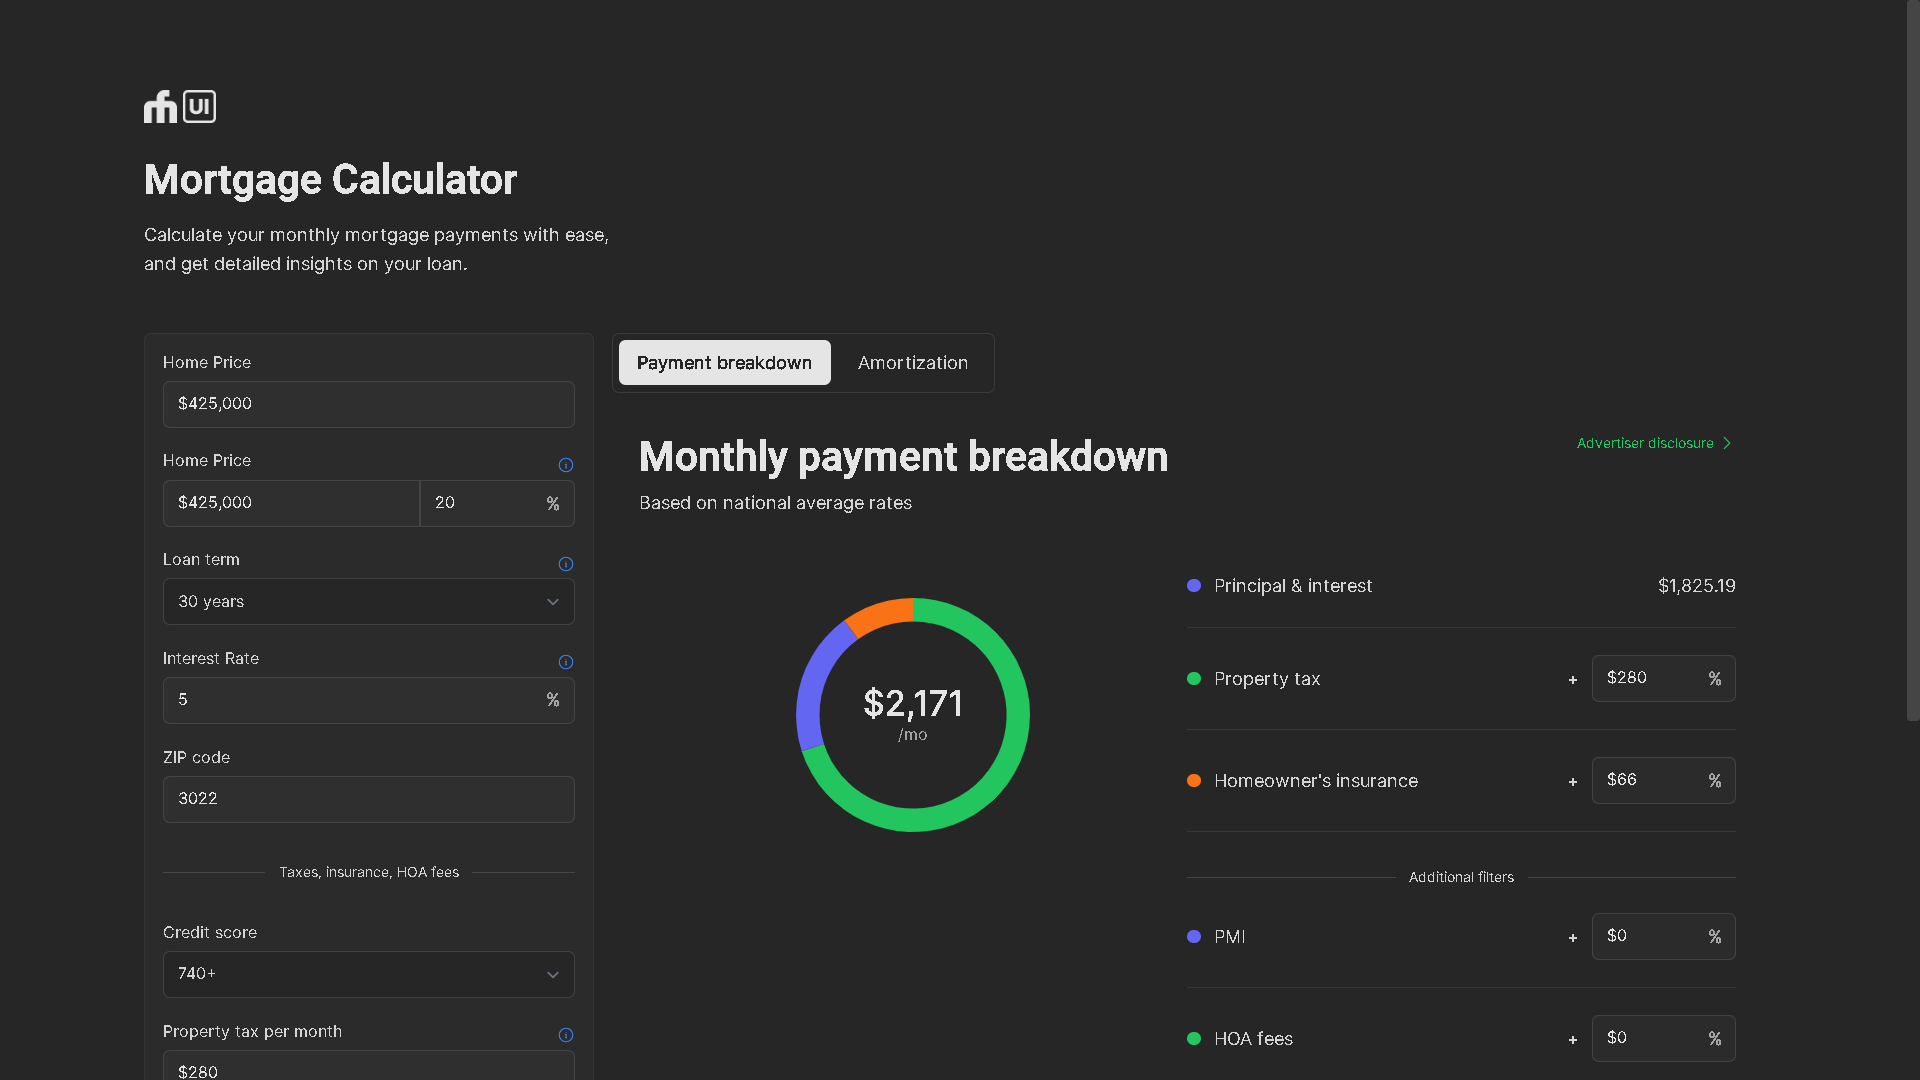 UI
Mortgage Calculator
Calculate your monthly mortgage payments with ease,
and get detailed insights on your loan.
Home Price
$425,000
Home Price
$425,000
20
%
Loan term
30 years
Interest Rate
5
%
ZIP code
3022
Taxes, insurance, HOA fees
Credit score
740+
Property tax per month
$280
Payment breakdown
Amortization
Monthly payment breakdown
Advertiser disclosure
Based on national average rates
$2,171
/mo
Principal & interest
$1,825.19
Property tax
+
$280
%
Homeowner's insurance
+
$66
%
Additional filters
PMI
+
$0
%
HOA fees
+
$0
%